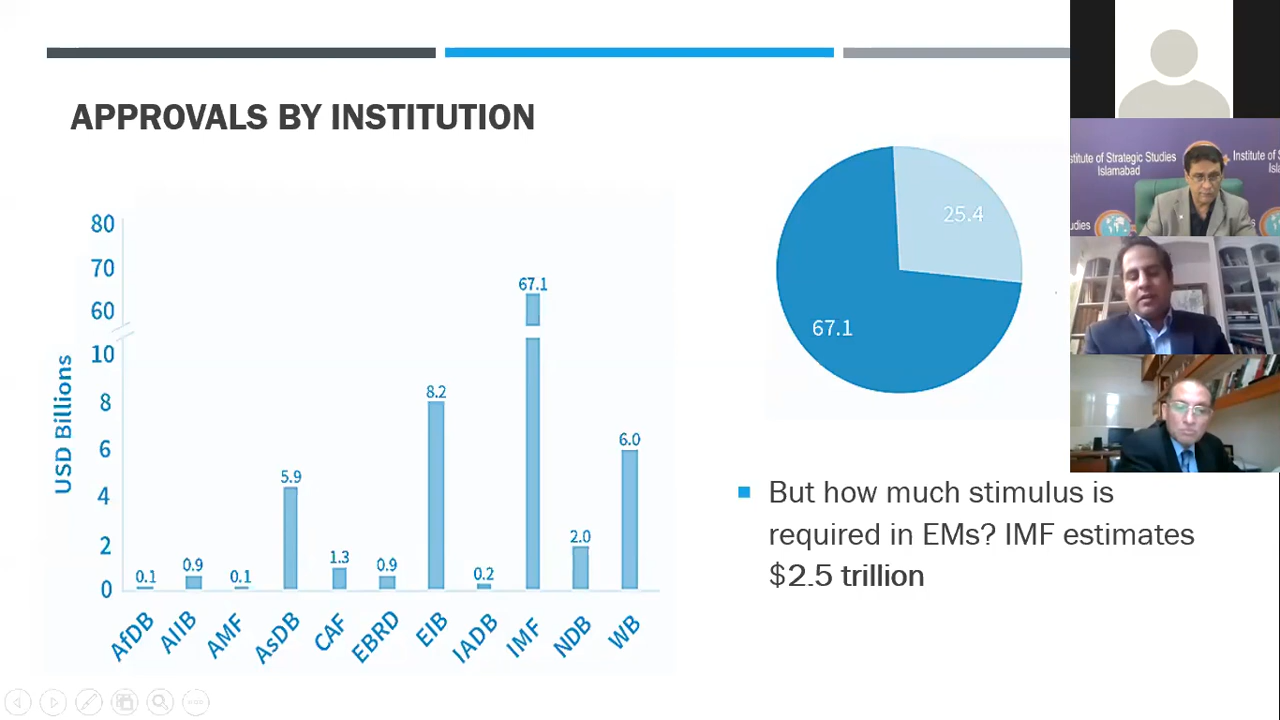 APPROVALS BY INSTITUTION
80
70
60
10
8
6
4
2
0
USD Billions
0.1
0.9
0.1
5.9
1.3
0.9
8.2
0.2
67.1
2.0
6.0
AfDB
AIIB
AMF
AsDB
CAF
EBRD
EIB
IADB
IMF
NDB
WB
25.4
67.1
But how much stimulus is
required in EMs? IMF estimates
$2.5 trillion
stitute of Strategic Studies
Islamabad
Institute of S
Isla
udies